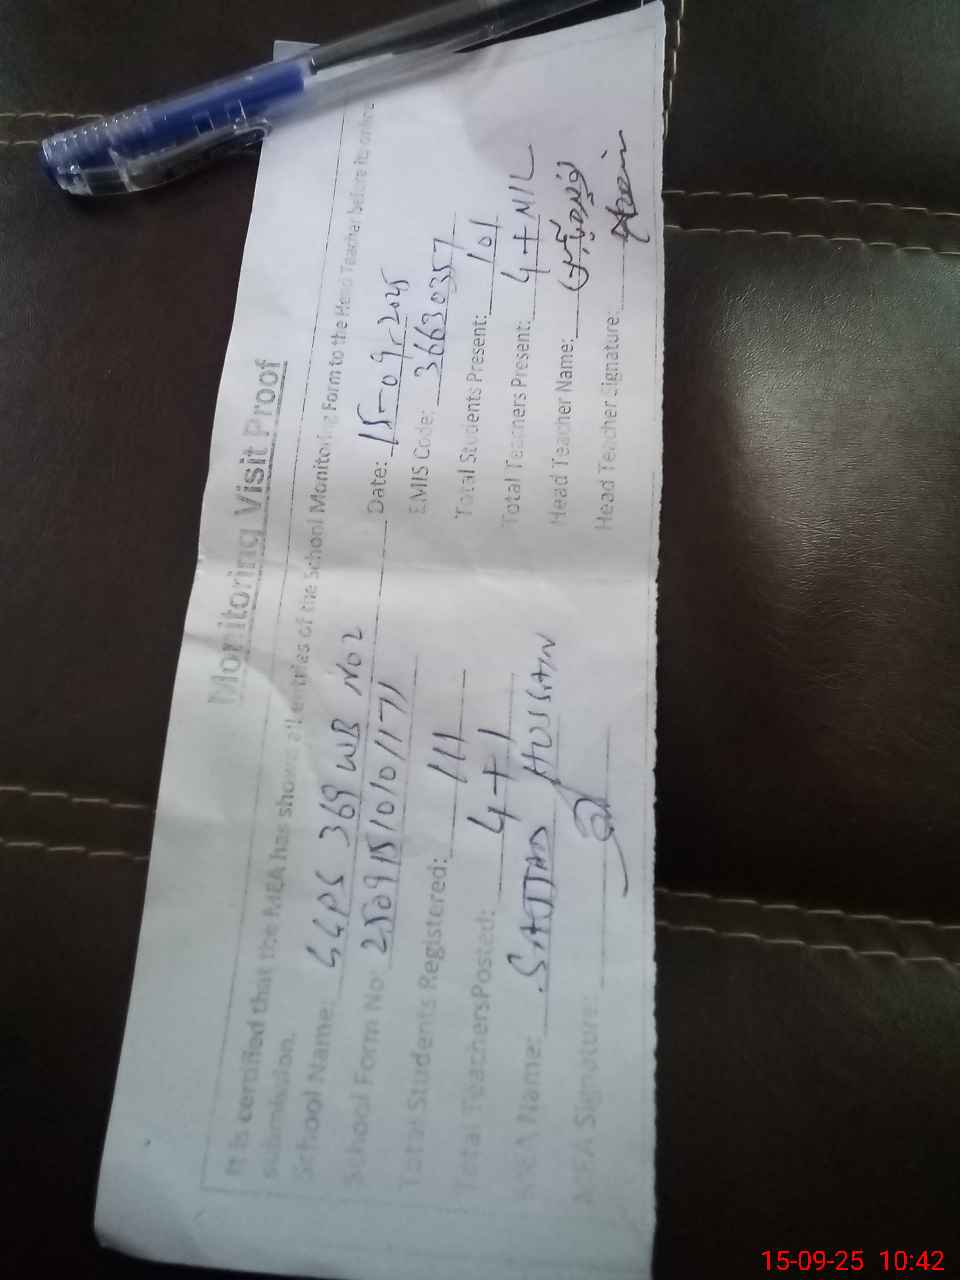 Monitoring Visit Proof
It is certified that the MEA has shown all entries of the School Monitoring Form to the Head Teacher before its online
submission.
School Name: GGPS 369 WB NO2 Date: 15-09-2025
School Form No: 25091510101171 EMIS Code: 36630357
Total Students Registered: 111 Total Students Present: 101
Total Teachers Posted: 4+1 Total Teachers Present: 4+NIL
MEA Name: SAJJAD HUSSAIN Head Teacher Name:
MEA Signature: Head Teacher Signature:
15-09-25 10:42